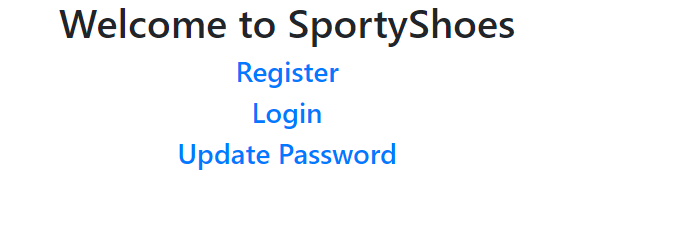 Welcome to SportyShoes
Register
Login
Update Password